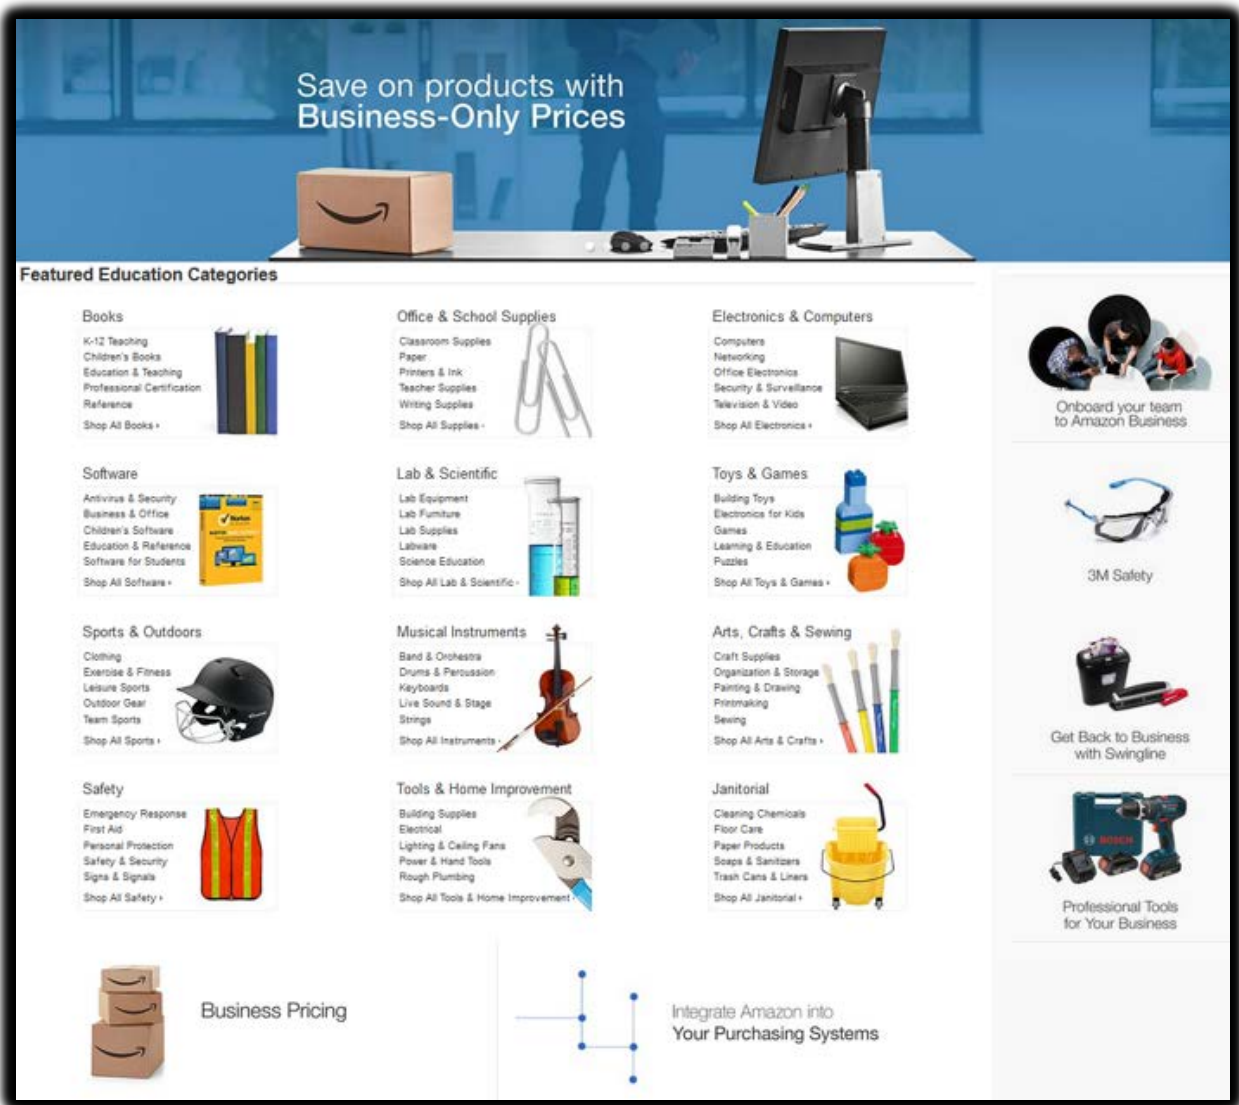 Save on products with
Business-Only Prices
Featured Education Categories
Books
K-12 Teaching
Children's Books
Education & Teaching
Professional Certification
Reference
Shop All Books ›
Office & School Supplies
Classroom Supplies
Paper
Printers & Ink
Teacher Supplies
Writing Supplies
Shop All Supplies ›
Electronics & Computers
Computers
Networking
Office Electronics
Security & Surveillance
Television & Video
Shop All Electronics ›
Software
Antivirus & Security
Business & Office
Children's Software
Education & Reference
Software for Students
Shop All Software ›
Norton
Lab & Scientific
Lab Equipment
Lab Furniture
Lab Supplies
Labware
Science Education
Shop All Lab & Scientific ›
Toys & Games
Building Toys
Electronics for Kids
Games
Learning & Education
Puzzles
Shop All Toys & Games ›
Sports & Outdoors
Clothing
Exercise & Fitness
Leisure Sports
Outdoor Gear
Team Sports
Shop All Sports ›
Musical Instruments
Band & Orchestra
Drums & Percussion
Keyboards
Live Sound & Stage
Strings
Shop All Instruments ›
Arts, Crafts & Sewing
Craft Supplies
Organization & Storage
Painting & Drawing
Printmaking
Sewing
Shop All Arts & Crafts ›
Safety
Emergency Response
First Aid
Personal Protection
Safety & Security
Signs & Signals
Shop All Safety ›
Tools & Home Improvement
Building Supplies
Electrical
Lighting & Ceiling Fans
Power & Hand Tools
Rough Plumbing
Shop All Tools & Home Improvement ›
Janitorial
Cleaning Chemicals
Floor Care
Paper Products
Soaps & Sanitizers
Trash Cans & Liners
Shop All Janitorial ›
Business Pricing
Integrate Amazon into
Your Purchasing Systems
Onboard your team
to Amazon Business
3M Safety
Get Back to Business
with Swingline
BOSCH
Professional Tools
for Your Business